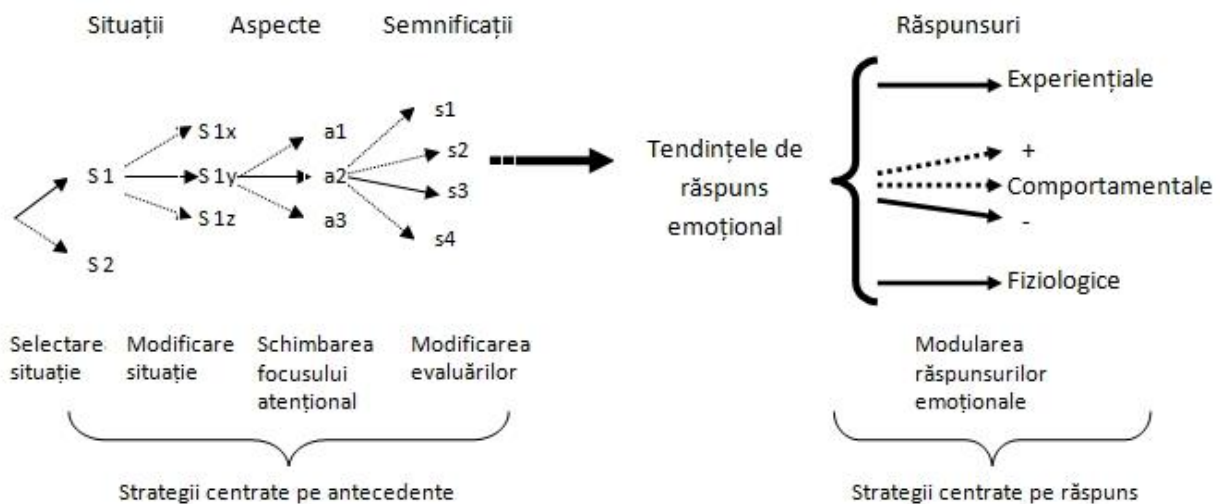 Situații Aspecte Semnificații Răspunsuri
Experiențiale
s1
S 1x a1
s2 +
Tendințele de
S 1 S 1y a2 răspuns Comportamentale
s3
emoțional
S 1z a3 -
s4
S 2
Fiziologice
Selectare situație
Modificare situație
Schimbarea focusului atențional
Modificarea evaluărilor
Modularea răspunsurilor emoționale
Strategii centrate pe antecedente
Strategii centrate pe răspuns